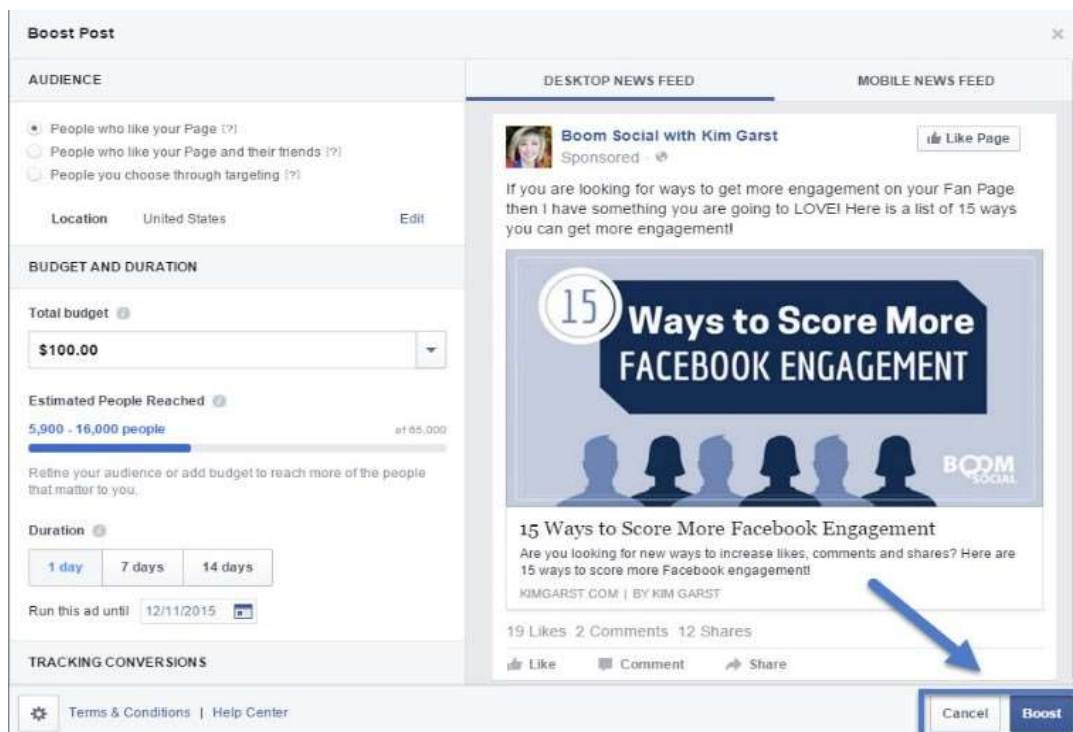 Boost Post
AUDIENCE
People who like your Page [?]
People who like your Page and their friends [?]
People you choose through targeting [?]
Location United States Edit
BUDGET AND DURATION
Total budget
$100.00
Estimated People Reached
5,900 - 16,000 people of 65,000
Refine your audience or add budget to reach more of the people
that matter to you.
Duration
1 day 7 days 14 days
Run this ad until 12/11/2015
TRACKING CONVERSIONS
Terms & Conditions | Help Center
DESKTOP NEWS FEED MOBILE NEWS FEED
Boom Social with Kim Garst
Like Page
Sponsored
If you are looking for ways to get more engagement on your Fan Page
then I have something you are going to LOVE! Here is a list of 15 ways
you can get more engagement!
15 Ways to Score More
FACEBOOK ENGAGEMENT
BOOM
SOCIAL
15 Ways to Score More Facebook Engagement
Are you looking for new ways to increase likes, comments and shares? Here are
15 ways to score more Facebook engagement!
KIMGARST.COM | BY KIM GARST
19 Likes 2 Comments 12 Shares
Like Comment Share
Cancel Boost